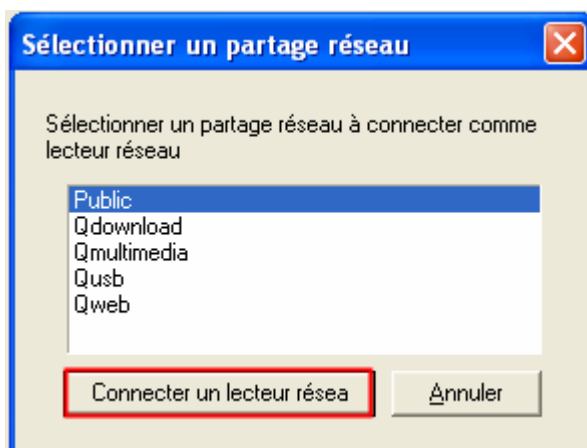 Sélectionner un partage réseau
Sélectionner un partage réseau à connecter comme
lecteur réseau
Public
Qdownload
Qmultimedia
Qusb
Qweb
Connecter un lecteur résea
Annuler